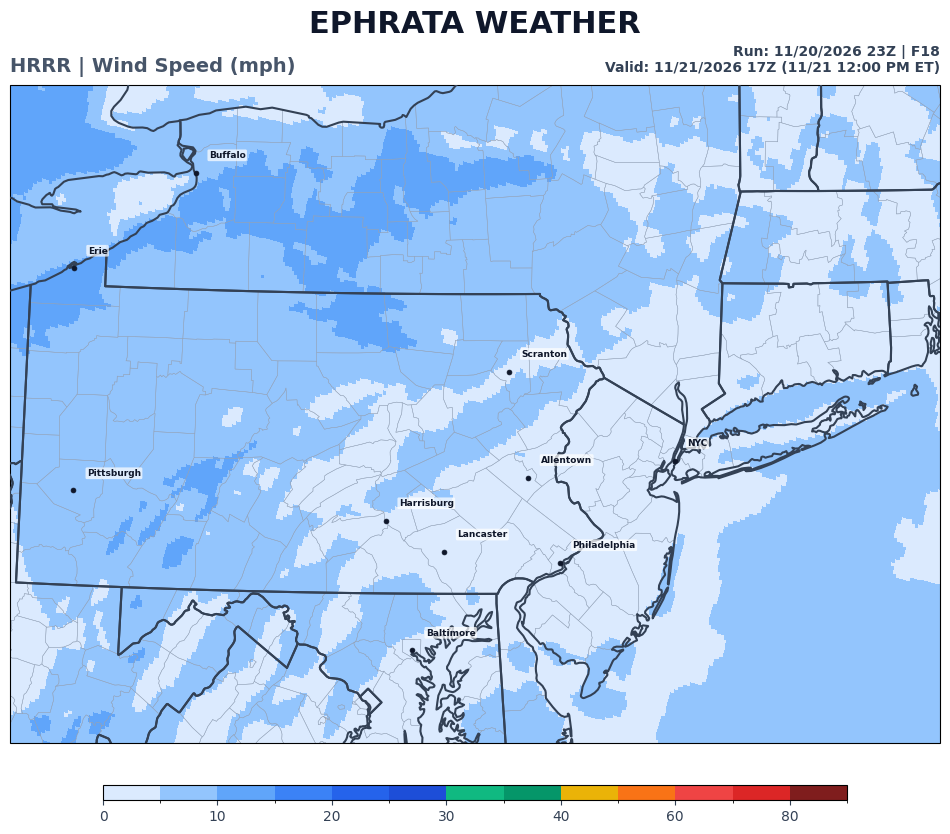 EPHRATA WEATHER
HRRR | Wind Speed (mph)
Run: 11/20/2026 23Z | F18
Valid: 11/21/2026 17Z (11/21 12:00 PM ET)
Buffalo
Erie
Scranton
NYC
Allentown
Pittsburgh
Harrisburg
Lancaster
Philadelphia
Baltimore
0 10 20 30 40 60 80